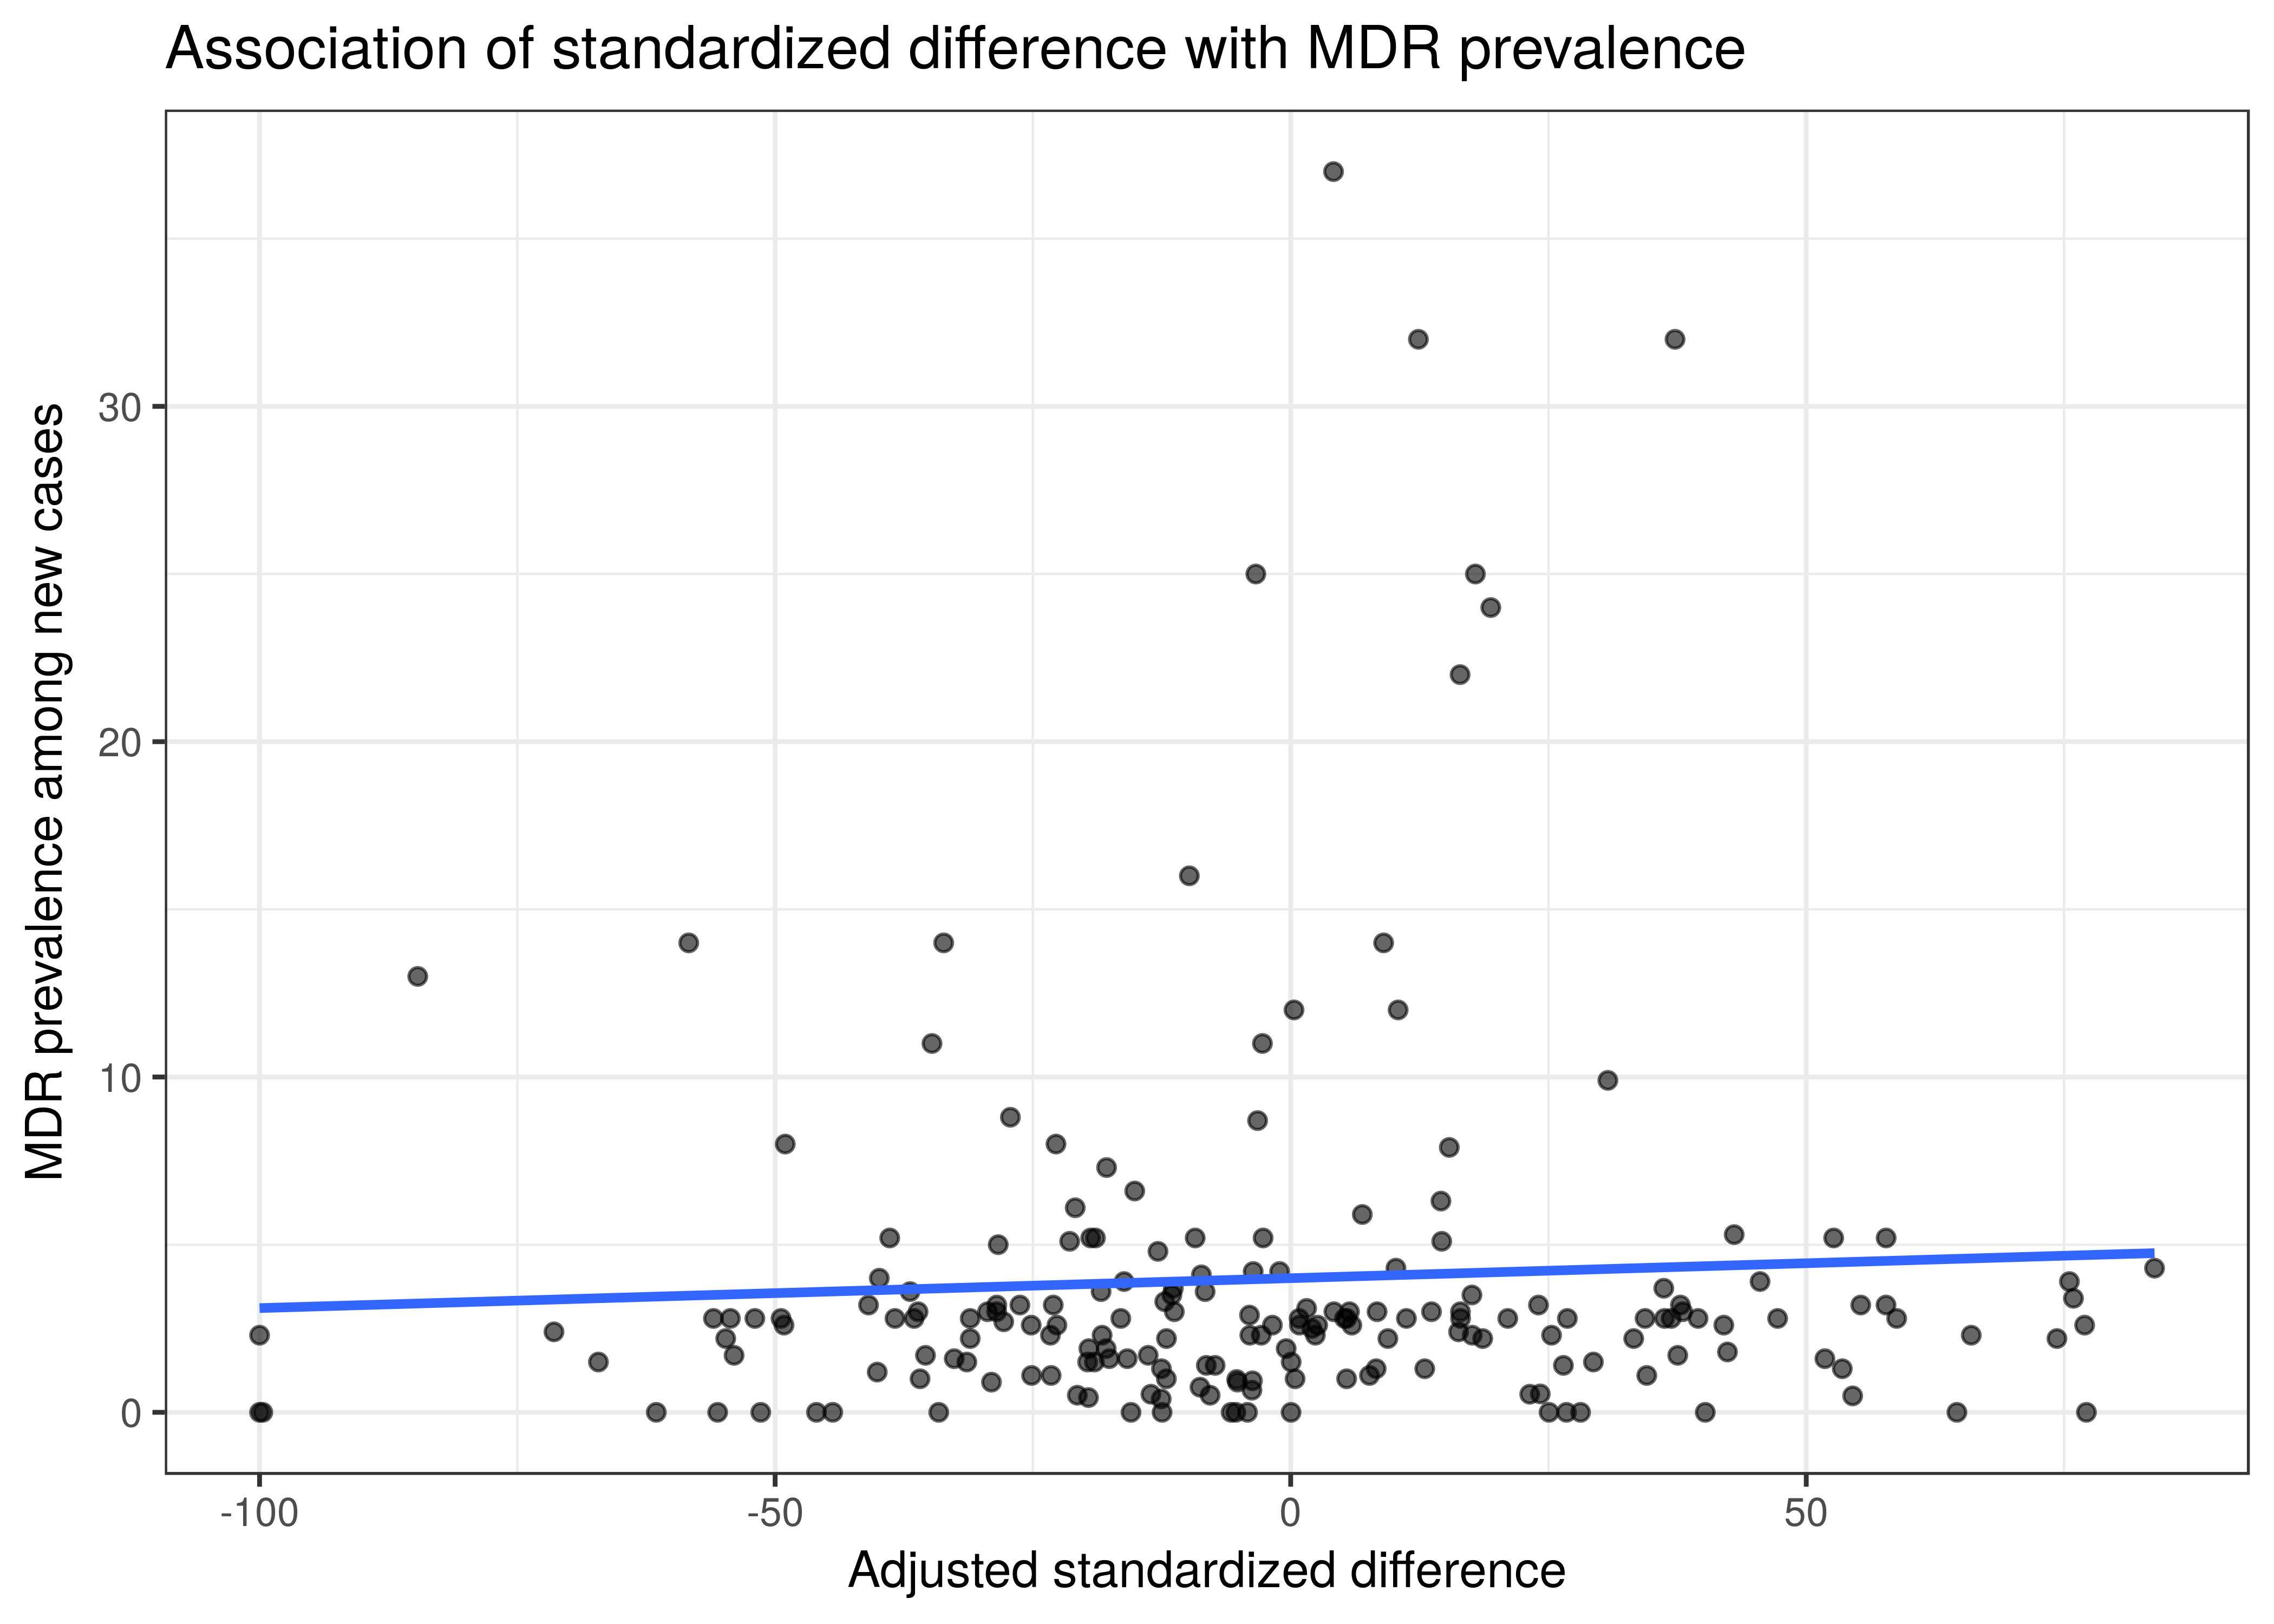 Association of standardized difference with MDR prevalence
MDR prevalence among new cases
30
20
10
0
-100
-50
0
50
Adjusted standardized difference